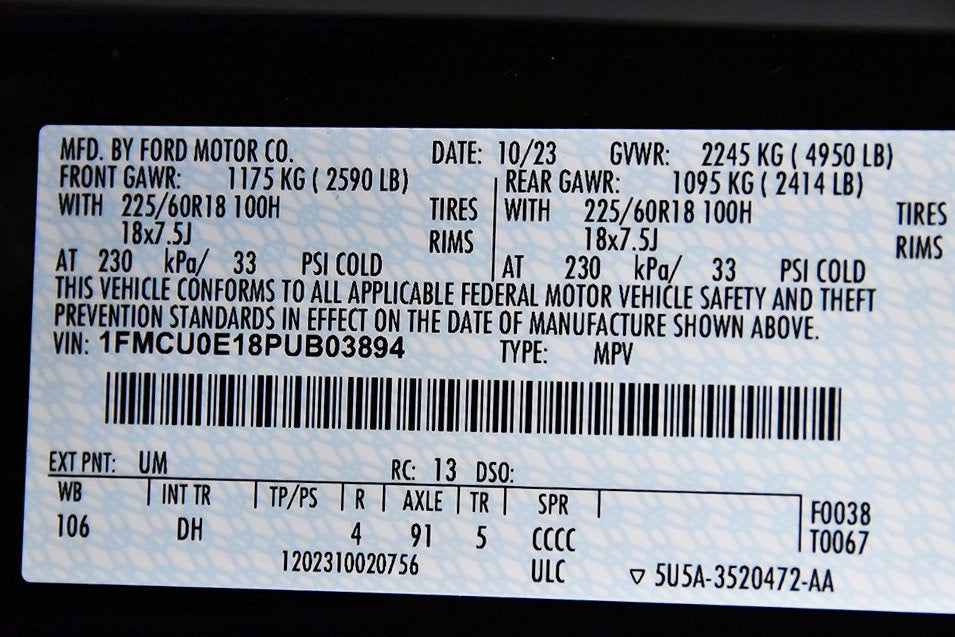 MFD. BY FORD MOTOR CO. DATE: 10/23 GVWR: 2245 KG ( 4950 LB)
FRONT GAWR: 1175 KG ( 2590 LB) REAR GAWR: 1095 KG ( 2414 LB)
WITH 225/60R18 100H TIRES WITH 225/60R18 100H TIRES
18x7.5J RIMS 18x7.5J RIMS
AT 230 kPa/ 33 PSI COLD AT 230 kPa/ 33 PSI COLD
THIS VEHICLE CONFORMS TO ALL APPLICABLE FEDERAL MOTOR VEHICLE SAFETY AND THEFT
PREVENTION STANDARDS IN EFFECT ON THE DATE OF MANUFACTURE SHOWN ABOVE.
VIN: 1FMCU0E18PUB03894 TYPE: MPV
EXT PNT: UM RC: 13 DSO:
WB INT TR TP/PS R AXLE TR SPR F0038
106 DH 4 91 5 CCCC T0067
1202310020756 ULC ▽ 5U5A-3520472-AA